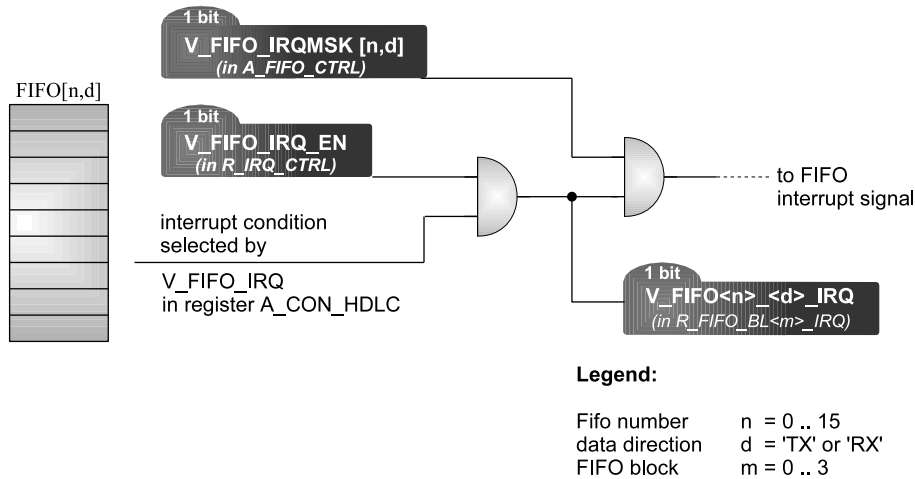 1 bit
V_FIFO_IRQMSK [n,d]
(in A_FIFO_CTRL)
FIFO[n,d]
1 bit
V_FIFO_IRQ_EN
(in R_IRQ_CTRL)
to FIFO
interrupt signal
interrupt condition
selected by
V_FIFO_IRQ
in register A_CON_HDLC
1 bit
V_FIFO<n>_<d>_IRQ
(in R_FIFO_BL<m>_IRQ)
Legend:
Fifo number n = 0 .. 15
data direction d = 'TX' or 'RX'
FIFO block m = 0 .. 3